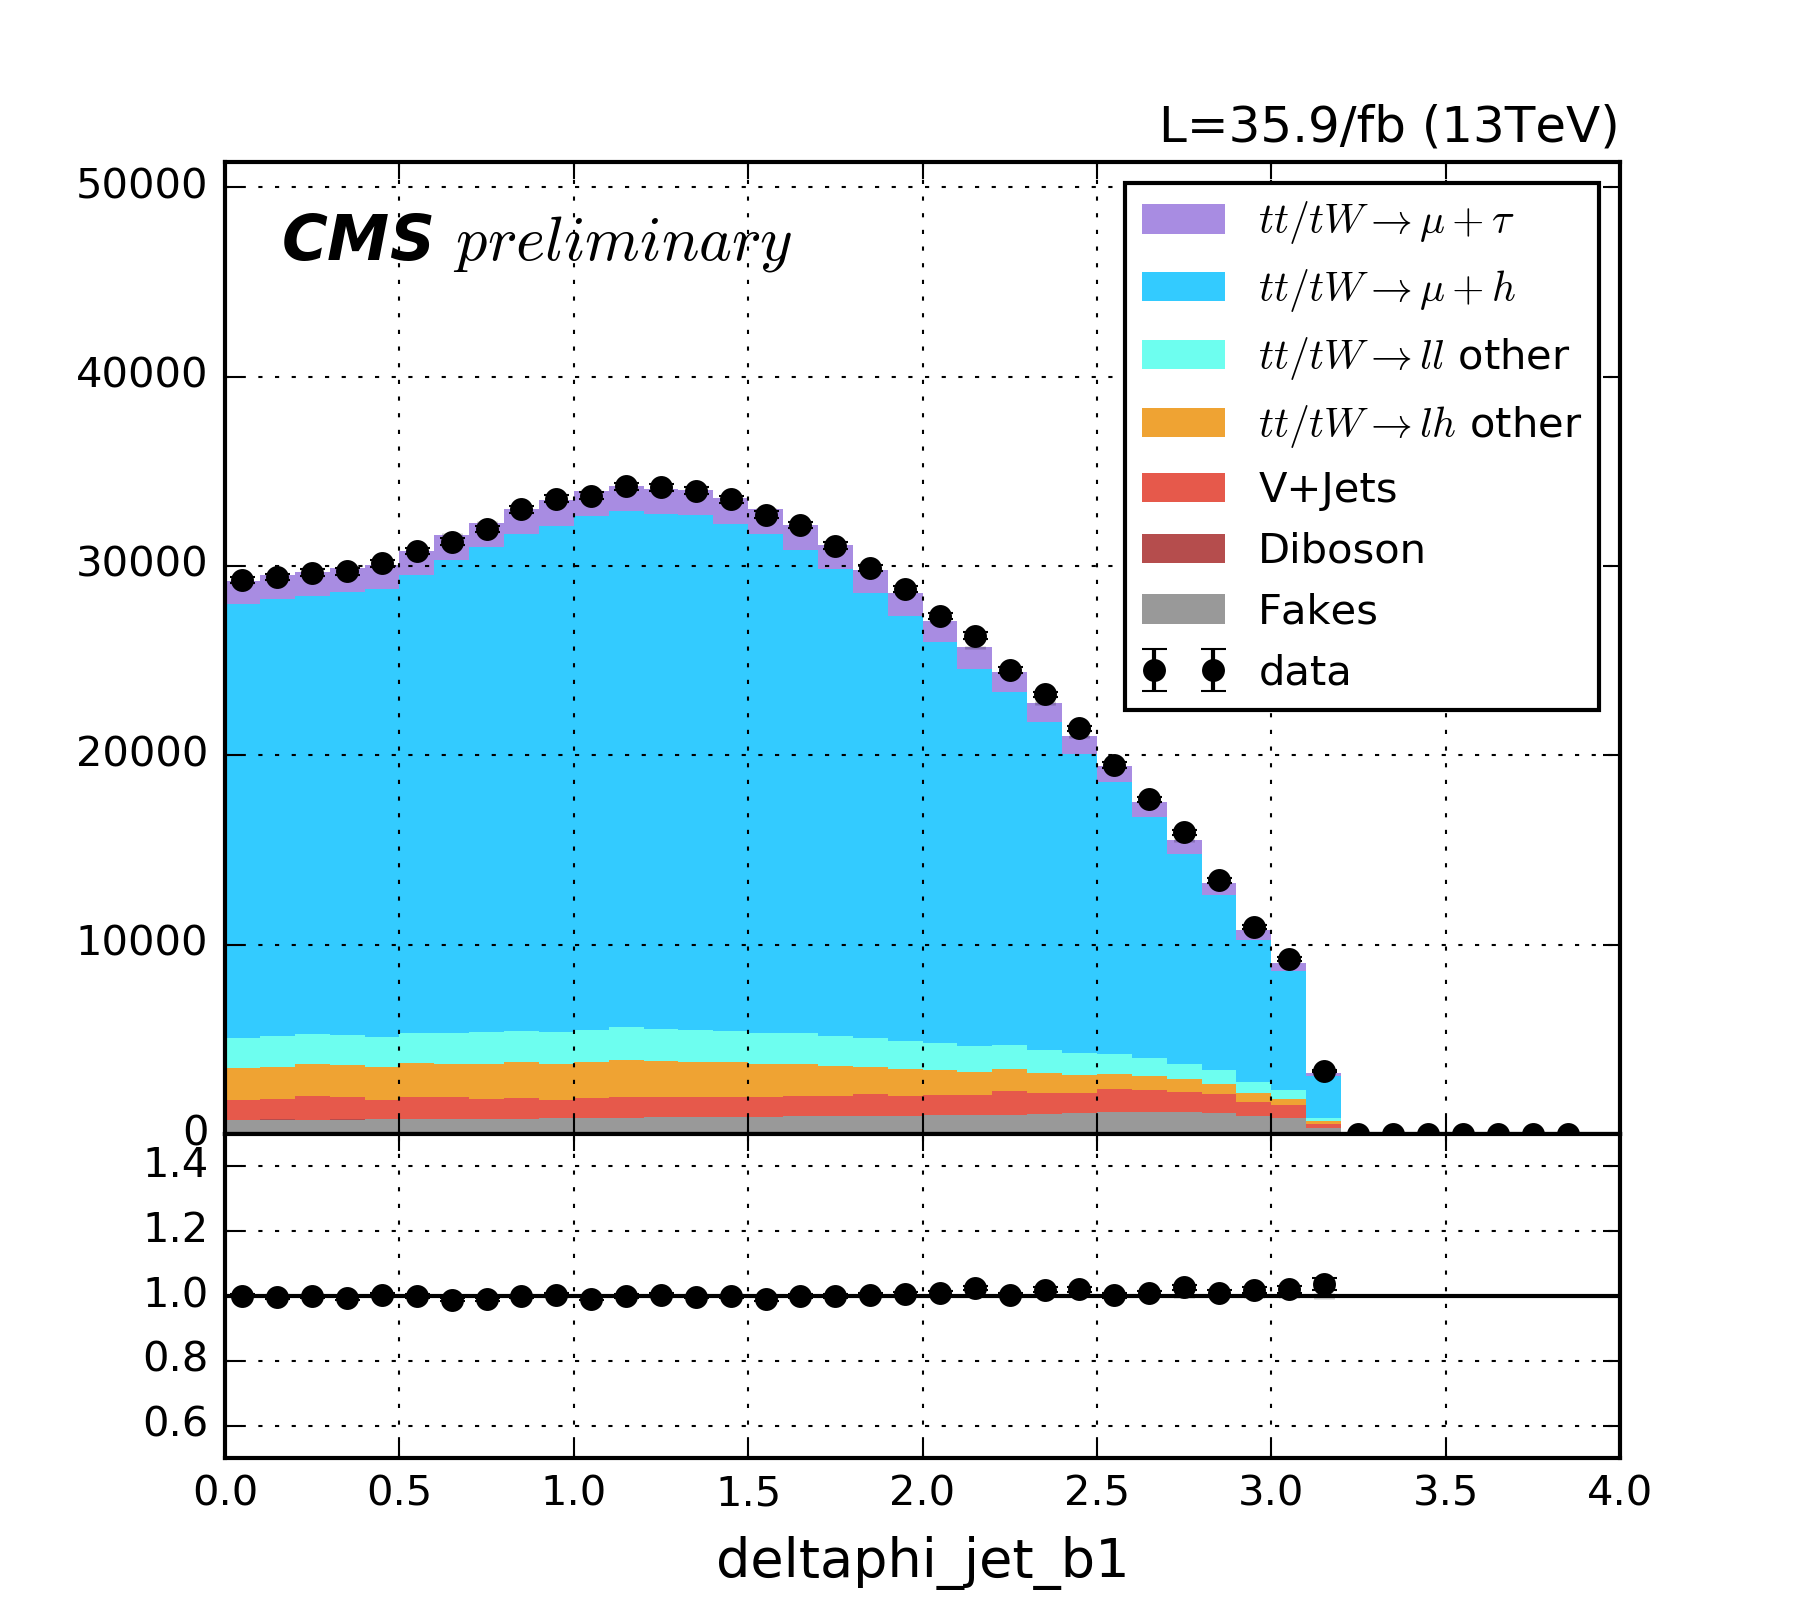 L=35.9/fb (13TeV)
CMS preliminary
50000
40000
30000
20000
10000
0
tt/tW→μ+τ
tt/tW→μ+h
tt/tW→ll other
tt/tW→lh other
V+Jets
Diboson
Fakes
data
1.4
1.2
1.0
0.8
0.6
0.0 0.5 1.0 1.5 2.0 2.5 3.0 3.5 4.0
deltaphi_jet_b1